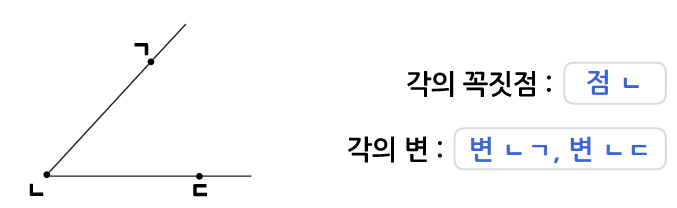 ㄱ
각의 꼭짓점 : 점 ㄴ
각의 변 : 변 ㄴㄱ, 변 ㄴㄷ
ㄴ ㄷ